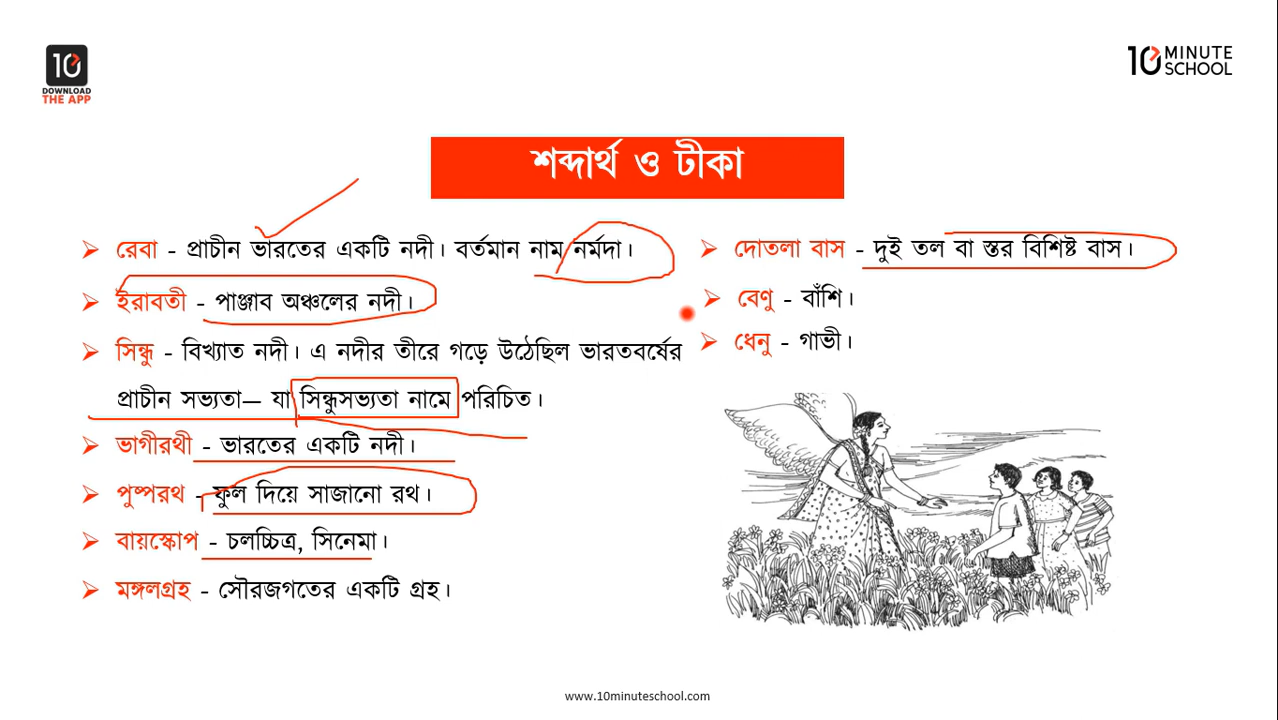 10
DOWNLOAD
THE APP
10 MINUTE
SCHOOL
শব্দার্থ ও টীকা
রেবা - প্রাচীন ভারতের একটি নদী। বর্তমান নাম নর্মদা।
ইরাবতী - পাঞ্জাব অঞ্চলের নদী।
সিন্ধু - বিখ্যাত নদী। এ নদীর তীরে গড়ে উঠেছিল ভারতবর্ষের
প্রাচীন সভ্যতা— যা সিন্ধুসভ্যতা নামে পরিচিত।
ভাগীরথী - ভারতের একটি নদী।
পুষ্পরথ - ফুল দিয়ে সাজানো রথ।
বায়স্কোপ - চলচ্চিত্র, সিনেমা।
মঙ্গলগ্রহ - সৌরজগতের একটি গ্রহ।
দোতলা বাস - দুই তল বা স্তর বিশিষ্ট বাস।
বেণু - বাঁশি।
ধেনু - গাভী।
www.10minuteschool.com